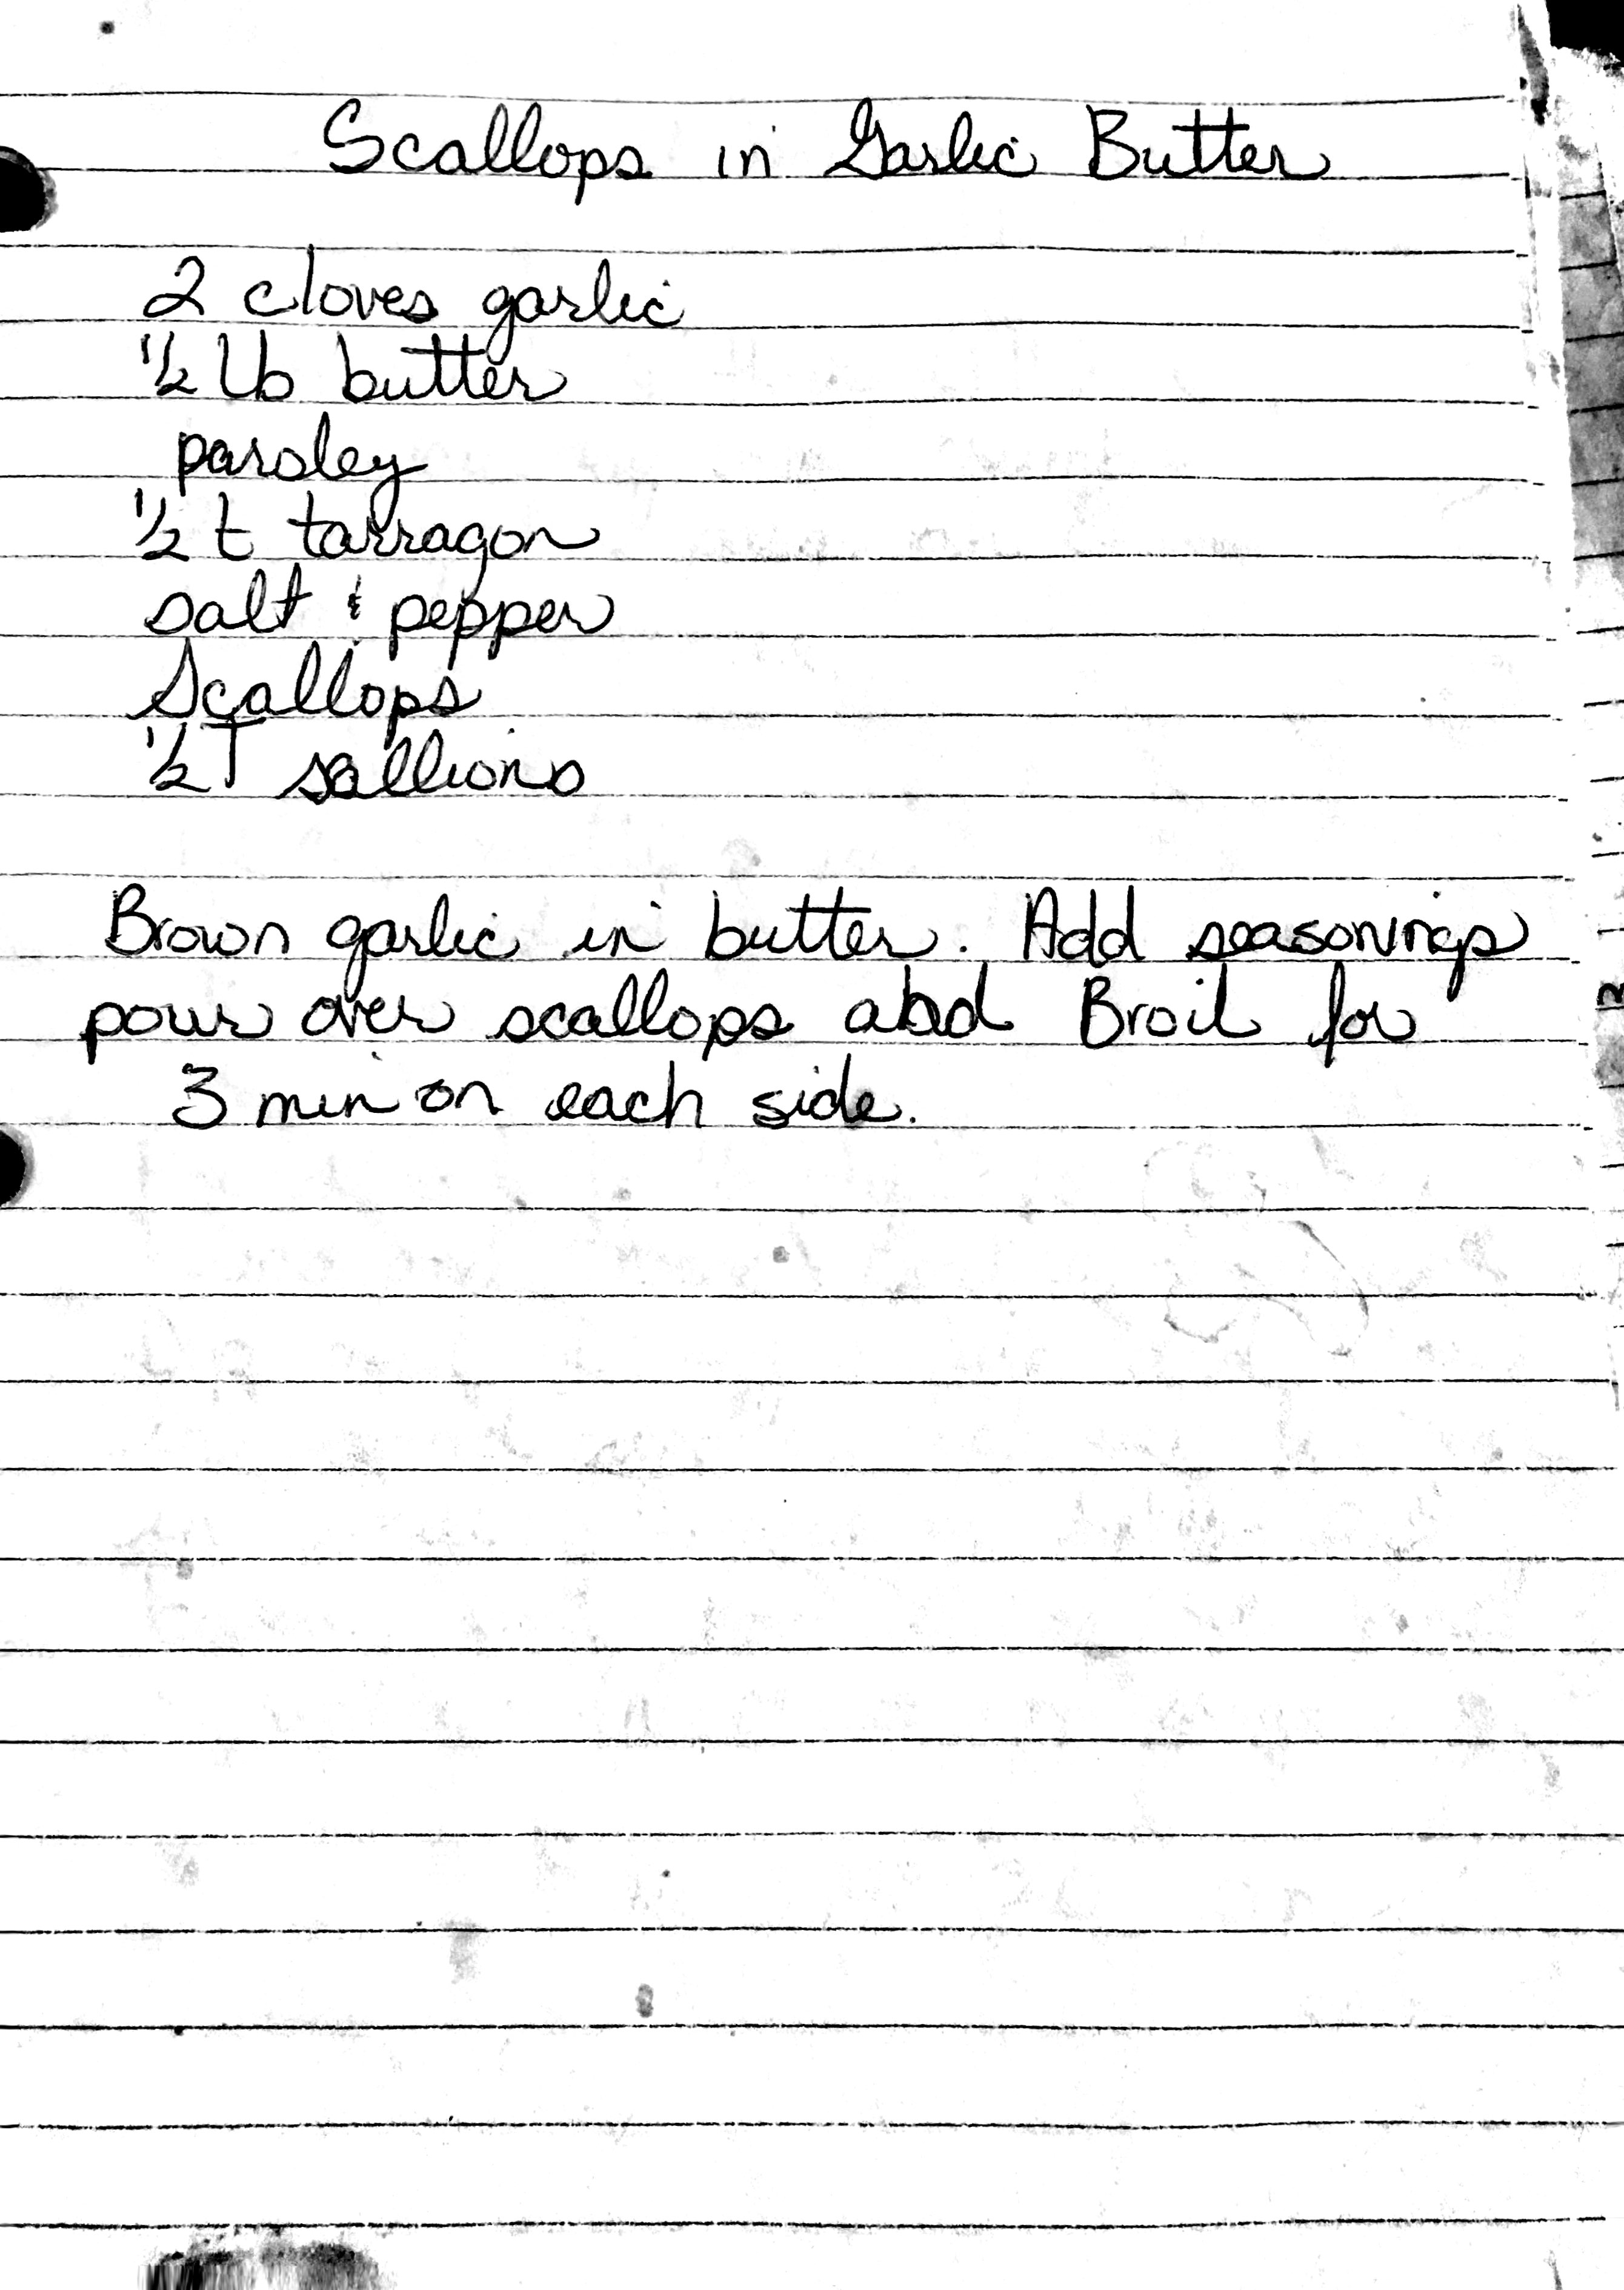 Scallops in Garlic Butter
2 cloves garlic
1/2 lb butter
parsley
1/2 t tarragon
salt & pepper
Scallops
1/2 T sallions
Brown garlic in butter. Add seasonings
pour over scallops abd Broil for
3 min on each side.